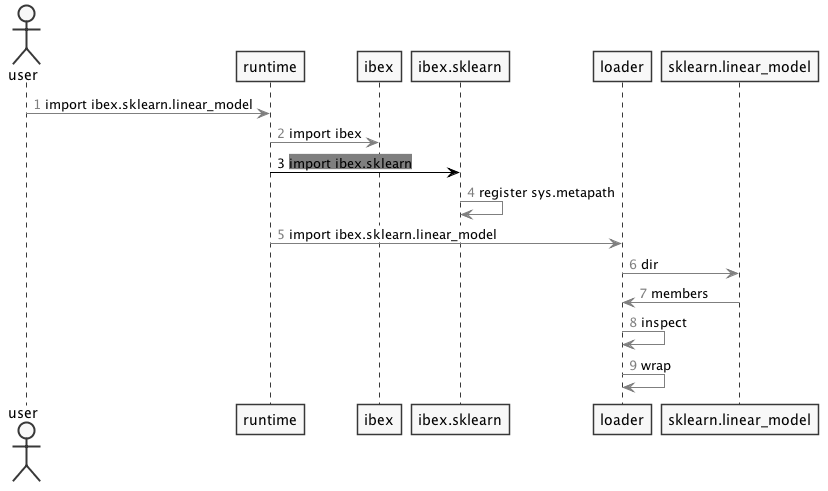 user
runtime
ibex
ibex.sklearn
loader
sklearn.linear_model
1 import ibex.sklearn.linear_model
2 import ibex
3 import ibex.sklearn
4 register sys.metapath
5 import ibex.sklearn.linear_model
6 dir
7 members
8 inspect
9 wrap
user
runtime
ibex
ibex.sklearn
loader
sklearn.linear_model